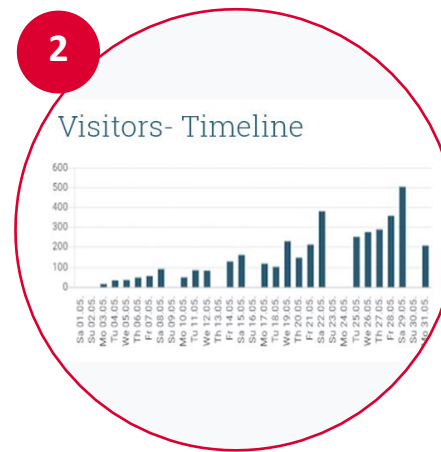 2
Visitors- Timeline
600
500
400
300
200
100
0
Sa 01.05.
Su 02.05.
Mo 03.05.
Tu 04.05.
We 05.05.
Th 06.05.
Fr 07.05.
Sa 08.05.
Su 09.05.
Mo 10.05.
Tu 11.05.
We 12.05.
Th 13.05.
Fr 14.05.
Sa 15.05.
Su 16.05.
Mo 17.05.
Tu 18.05.
We 19.05.
Th 20.05.
Fr 21.05.
Sa 22.05.
Su 23.05.
Mo 24.05.
Tu 25.05.
We 26.05.
Th 27.05.
Fr 28.05.
Sa 29.05.
Su 30.05.
Mo 31.05.